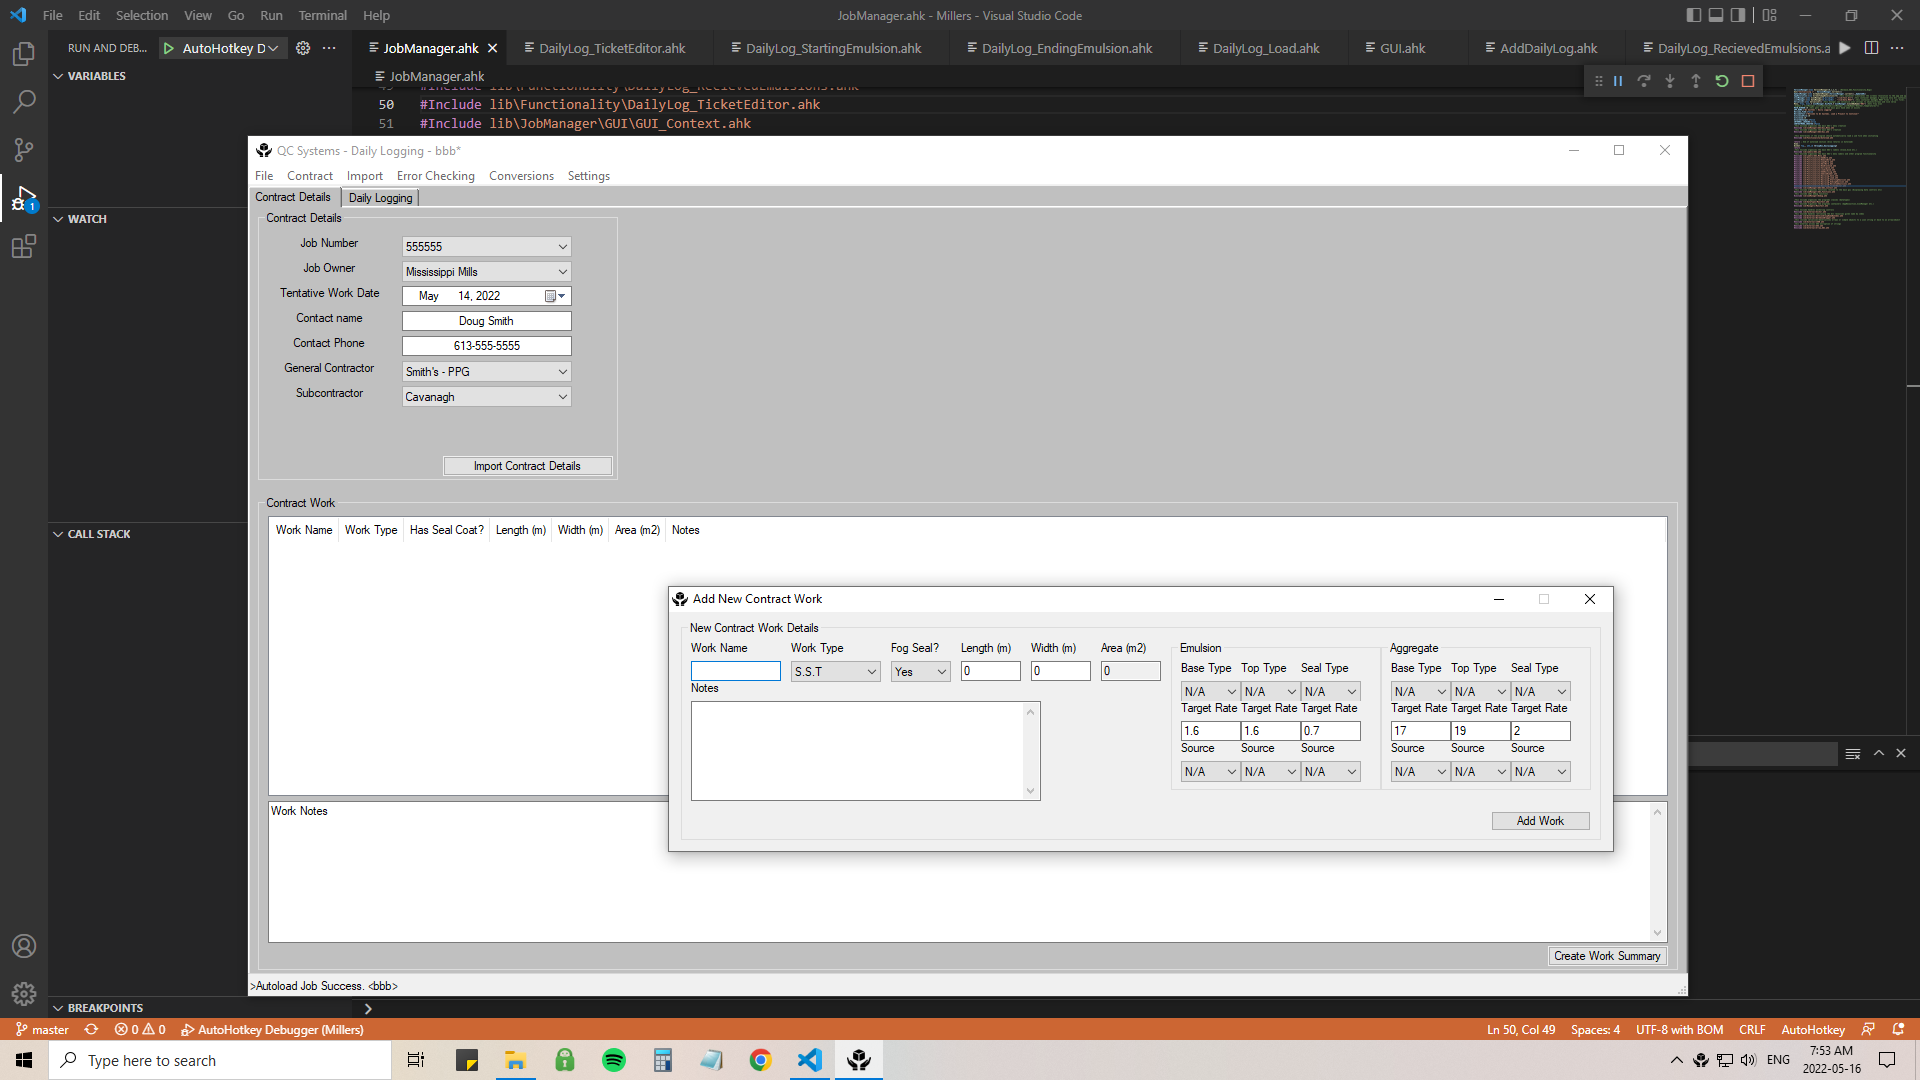 File Edit Selection View Go Run Terminal Help
JobManager.ahk - Millers - Visual Studio Code
RUN AND DEB... AutoHotkey D
JobManager.ahk DailyLog_TicketEditor.ahk DailyLog_StartingEmulsion.ahk DailyLog_EndingEmulsion.ahk DailyLog_Load.ahk GUI.ahk AddDailyLog.ahk DailyLog_RecievedEmulsions.a
VARIABLES
JobManager.ahk
50 #Include lib\Functionality\DailyLog_TicketEditor.ahk
51 #Include lib\JobManager\GUI\GUI_Context.ahk
QC Systems - Daily Logging - bbb*
File Contract Import Error Checking Conversions Settings
Contract Details Daily Logging
Contract Details
Job Number 555555
Job Owner Mississippi Mills
Tentative Work Date May 14, 2022
Contact name Doug Smith
Contact Phone 613-555-5555
General Contractor Smith's - PPG
Subcontractor Cavanagh
Import Contract Details
Contract Work
Work Name Work Type Has Seal Coat? Length (m) Width (m) Area (m2) Notes
Add New Contract Work
New Contract Work Details
Work Name Work Type Fog Seal? Length (m) Width (m) Area (m2)
S.S.T Yes 0 0 0
Notes
Emulsion
Base Type Top Type Seal Type
N/A N/A N/A
Target Rate Target Rate Target Rate
1.6 1.6 0.7
Source Source Source
N/A N/A N/A
Aggregate
Base Type Top Type Seal Type
N/A N/A N/A
Target Rate Target Rate Target Rate
17 19 2
Source Source Source
N/A N/A N/A
Add Work
Work Notes
Create Work Summary
>Autoload Job Success. <bbb>
1
WATCH
CALL STACK
BREAKPOINTS
master 0 0 AutoHotkey Debugger (Millers)
Ln 50, Col 49 Spaces: 4 UTF-8 with BOM CRLF AutoHotkey
Type here to search
ENG
7:53 AM
2022-05-16